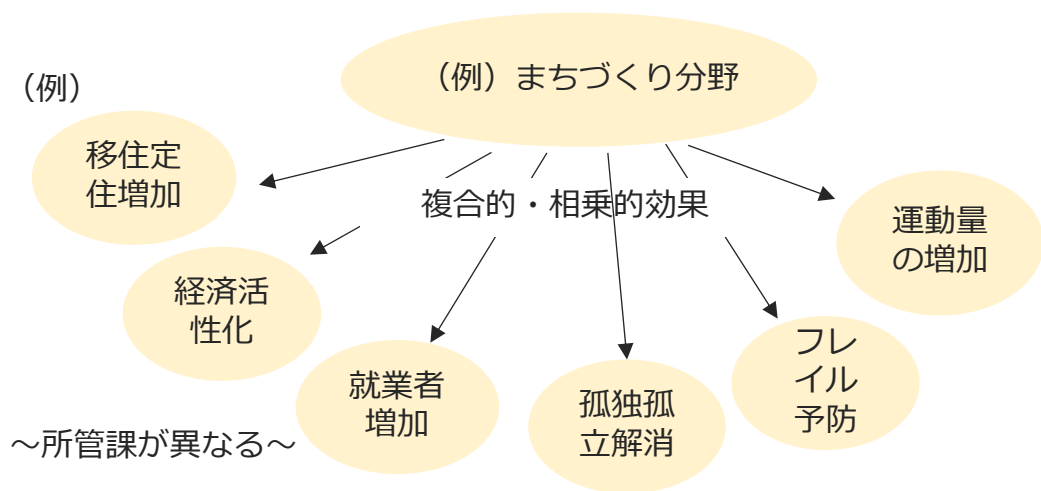 （例）まちづくり分野
（例）
移住定
住増加
複合的・相乗的効果
運動量
の増加
経済活
性化
フレ
イル
予防
就業者
増加
孤独孤
立解消
～所管課が異なる～